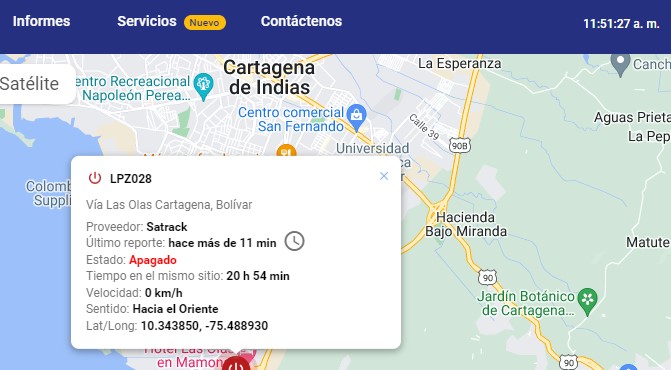 Informes
Servicios Nuevo
Contáctenos
11:51:27 a. m.
Satélite
entro Recreacional
Napoleón Perea...
Cartagena
de Indias
La Esperanza
Canch
Centro comercial
San Fernando
Calle 39
Aguas Prieta
La Pep
Universidad
90B
LPZ028
×
Vía Las Olas Cartagena, Bolívar
Proveedor: Satrack
Último reporte: hace más de 11 min
Estado: Apagado
Tiempo en el mismo sitio: 20 h 54 min
Velocidad: 0 km/h
Sentido: Hacia el Oriente
Lat/Long: 10.343850, -75.488930
Colomb
Suppli
Hacienda
Bajo Miranda
Matute
90
Jardín Botánico
de Cartagena...
Hotel Las Olas
en Mamon
90